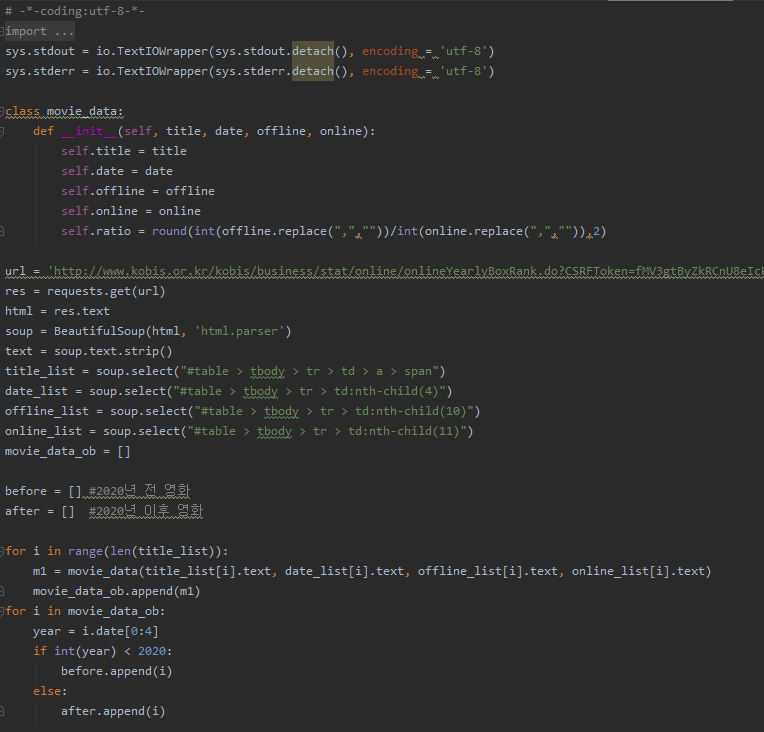 # -*-coding:utf-8-*-
import ...
sys.stdout = io.TextIOWrapper(sys.stdout.detach(), encoding = 'utf-8')
sys.stderr = io.TextIOWrapper(sys.stderr.detach(), encoding = 'utf-8')
class movie_data:
def __init__(self, title, date, offline, online):
self.title = title
self.date = date
self.offline = offline
self.online = online
self.ratio = round(int(offline.replace(",",""))/int(online.replace(",","")),2)
url = 'http://www.kobis.or.kr/kobis/business/stat/online/onlineYearlyBoxRank.do?CSRFToken=fMV3gtByZkRCnU8eIc
res = requests.get(url)
html = res.text
soup = BeautifulSoup(html, 'html.parser')
text = soup.text.strip()
title_list = soup.select("#table > tbody > tr > td > a > span")
date_list = soup.select("#table > tbody > tr > td:nth-child(4)")
offline_list = soup.select("#table > tbody > tr > td:nth-child(10)")
online_list = soup.select("#table > tbody > tr > td:nth-child(11)")
movie_data_ob = []
before = [] #2020년 전 영화
after = []  #2020년 이후 영화
for i in range(len(title_list)):
m1 = movie_data(title_list[i].text, date_list[i].text, offline_list[i].text, online_list[i].text)
movie_data_ob.append(m1)
for i in movie_data_ob:
year = i.date[0:4]
if int(year) < 2020:
before.append(i)
else:
after.append(i)